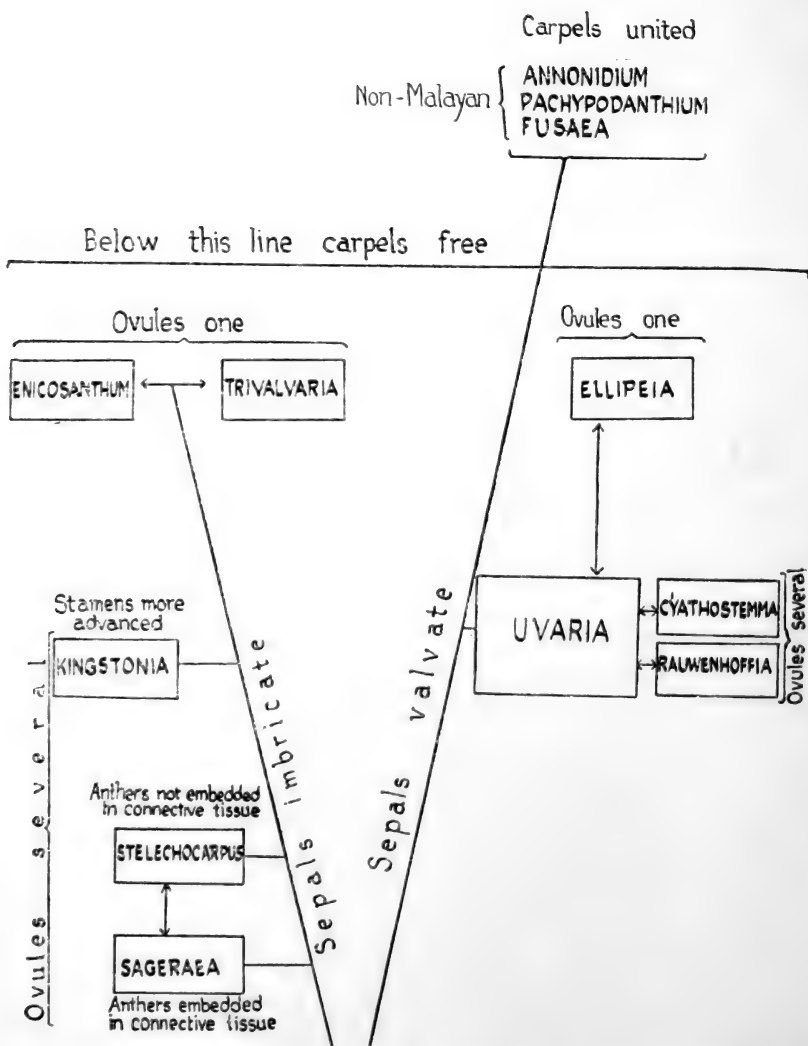 Carpels united
Non-Malayan
ANNONIDIUM
PACHYPODANTHIUM
FUSAEA
Below this line carpels free
Ovules one
ENICOSANTHUM
TRIVALVARIA
Ovules one
ELLIPEIA
Stamens more
advanced
KINGSTONIA
Ovules several
Sepals imbricate
Sepals valvate
UVARIA
CYATHOSTEMMA
RAUWENHOFFIA
Ovules several
Anthers not embedded
in connective tissue
STELECHOCARPUS
SAGERAEA
Anthers embedded
in connective tissue